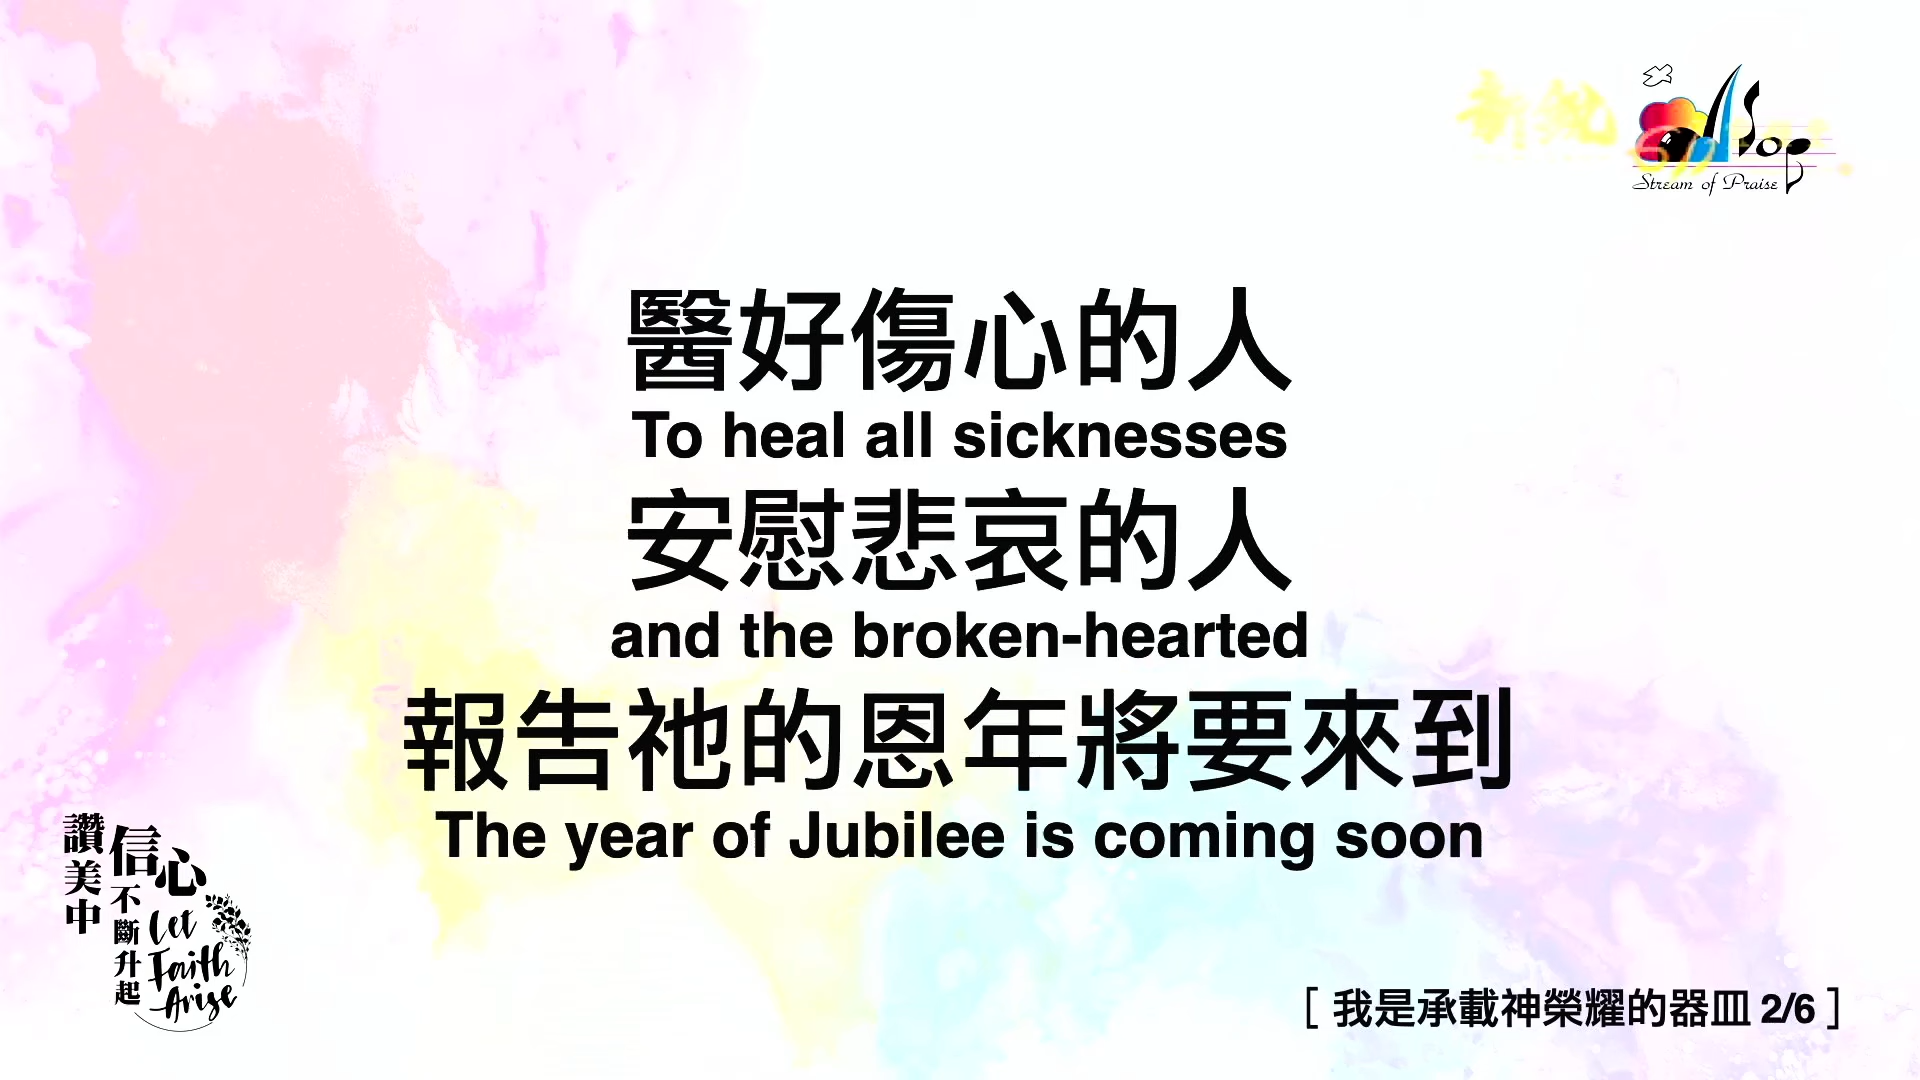 新銳
Sop
Stream of Praise
醫好傷心的人
To heal all sicknesses
安慰悲哀的人
and the broken-hearted
報告祂的恩年將要來到
The year of Jubilee is coming soon
讚美中
信心
不斷升起
Let
Faith
Arise
[ 我是承載神榮耀的器皿 2/6 ]